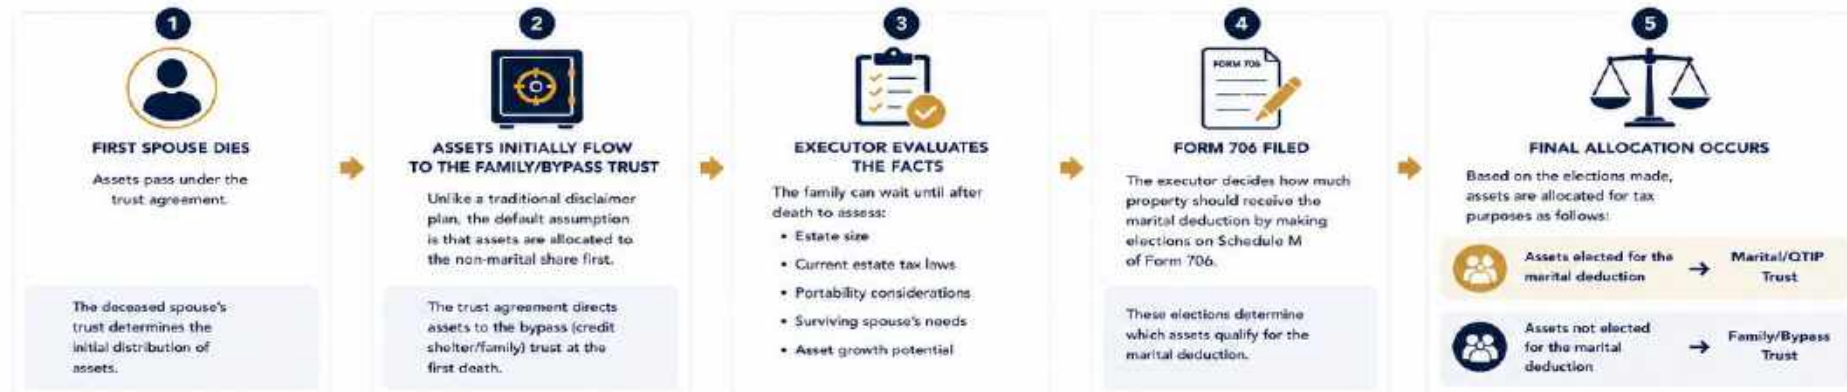 1
FIRST SPOUSE DIES
Assets pass under the
trust agreement.
The deceased spouse's
trust determines the
initial distribution of
assets.
2
ASSETS INITIALLY FLOW
TO THE FAMILY/BYPASS TRUST
Unlike a traditional disclaimer
plan, the default assumption
is that assets are allocated to
the non-marital share first.
The trust agreement directs
assets to the bypass (credit
shelter/family) trust at the
first death.
3
EXECUTOR EVALUATES
THE FACTS
The family can wait until after
death to assess:
• Estate size
• Current estate tax laws
• Portability considerations
• Surviving spouse's needs
• Asset growth potential
4
FORM 706
FORM 706 FILED
The executor decides how much
property should receive the
marital deduction by making
elections on Schedule M
of Form 706.
These elections determine
which assets qualify for the
marital deduction.
5
FINAL ALLOCATION OCCURS
Based on the elections made,
assets are allocated for tax
purposes as follows:
Assets elected for the
marital deduction
→
Marital/QTIP
Trust
Assets not elected
for the marital
deduction
→
Family/Bypass
Trust